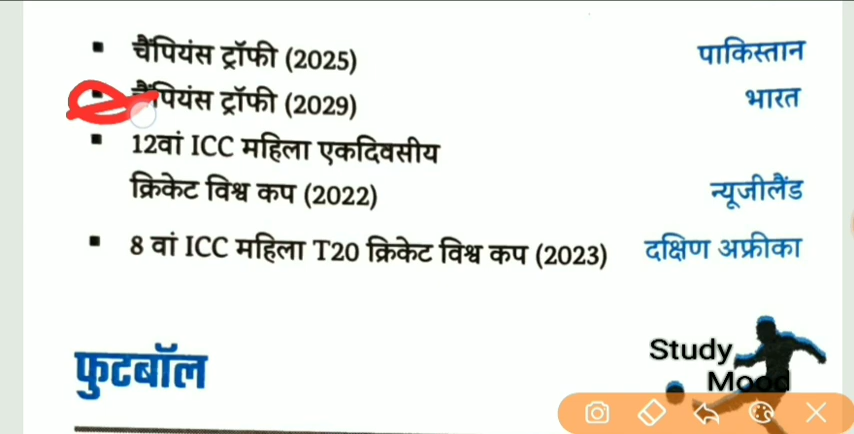 ▪ चैंपियंस ट्रॉफी (2025) पाकिस्तान
▪ चैंपियंस ट्रॉफी (2029) भारत
▪ 12वां ICC महिला एकदिवसीय
क्रिकेट विश्व कप (2022) न्यूजीलैंड
▪ 8 वां ICC महिला T20 क्रिकेट विश्व कप (2023) दक्षिण अफ्रीका
फुटबॉल
Study
Mood